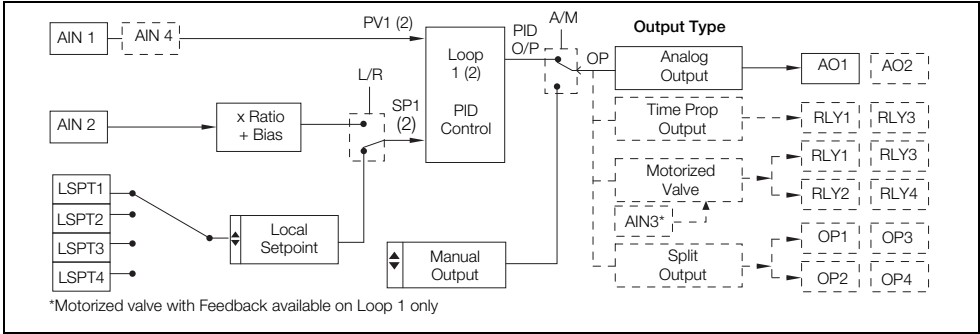 AIN 1
AIN 4
PV1 (2)
PID
O/P
A/M
Output Type
Loop
1 (2)
PID
Control
OP
Analog
Output
AO1
AO2
L/R
AIN 2
x Ratio
+ Bias
SP1
(2)
Time Prop
Output
RLY1
RLY3
Motorized
Valve
RLY1
RLY3
RLY2
RLY4
AIN3*
LSPT1
LSPT2
LSPT3
LSPT4
Local
Setpoint
Manual
Output
Split
Output
OP1
OP3
OP2
OP4
*Motorized valve with Feedback available on Loop 1 only